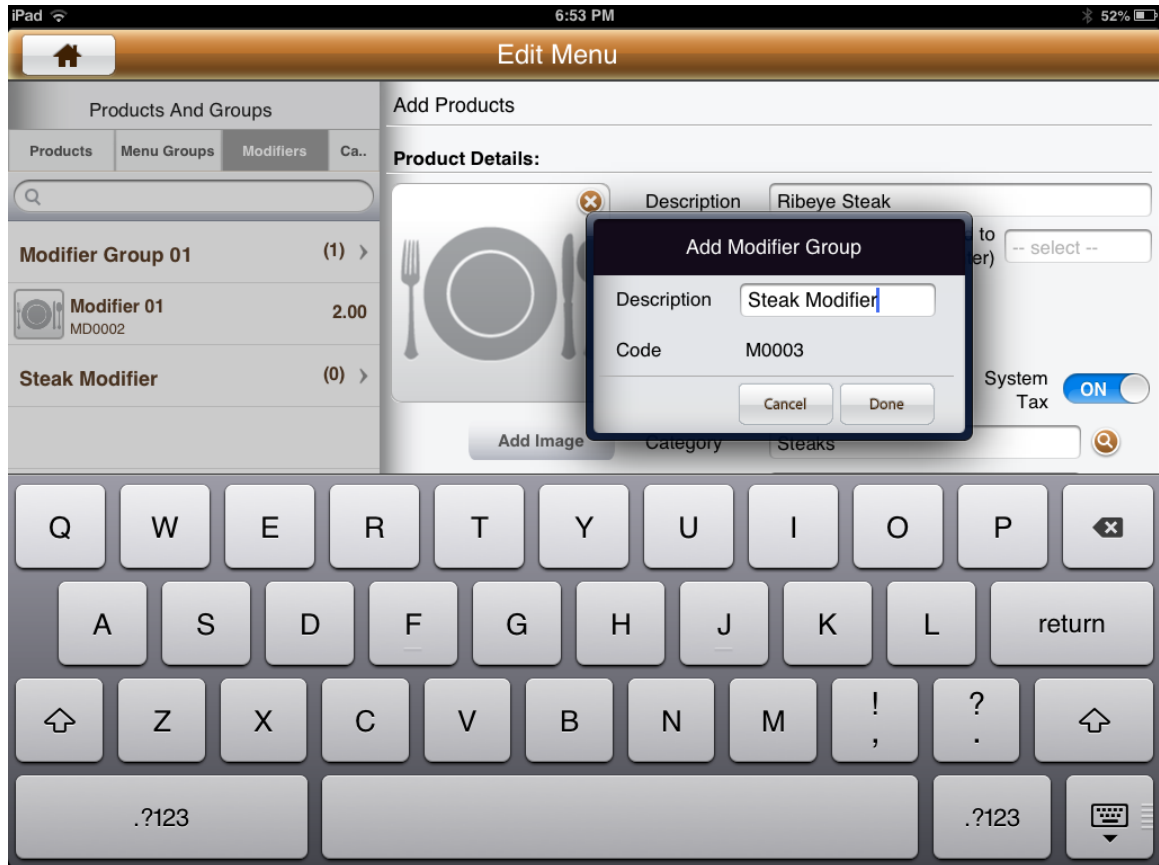 iPad 6:53 PM 52%
Edit Menu
Products And Groups
Products Menu Groups Modifiers Ca..
Modifier Group 01 (1)
Modifier 01 2.00
MD0002
Steak Modifier (0)
Add Products
Product Details:
Description Ribeye Steak
to
er) -- select --
Add Modifier Group
Description Steak Modifier
Code M0003
Cancel Done
System
Tax ON
Add Image Category Steaks
Q W E R T Y U I O P
A S D F G H J K L return
Z X C V B N M ! , ? .
.?123 .?123